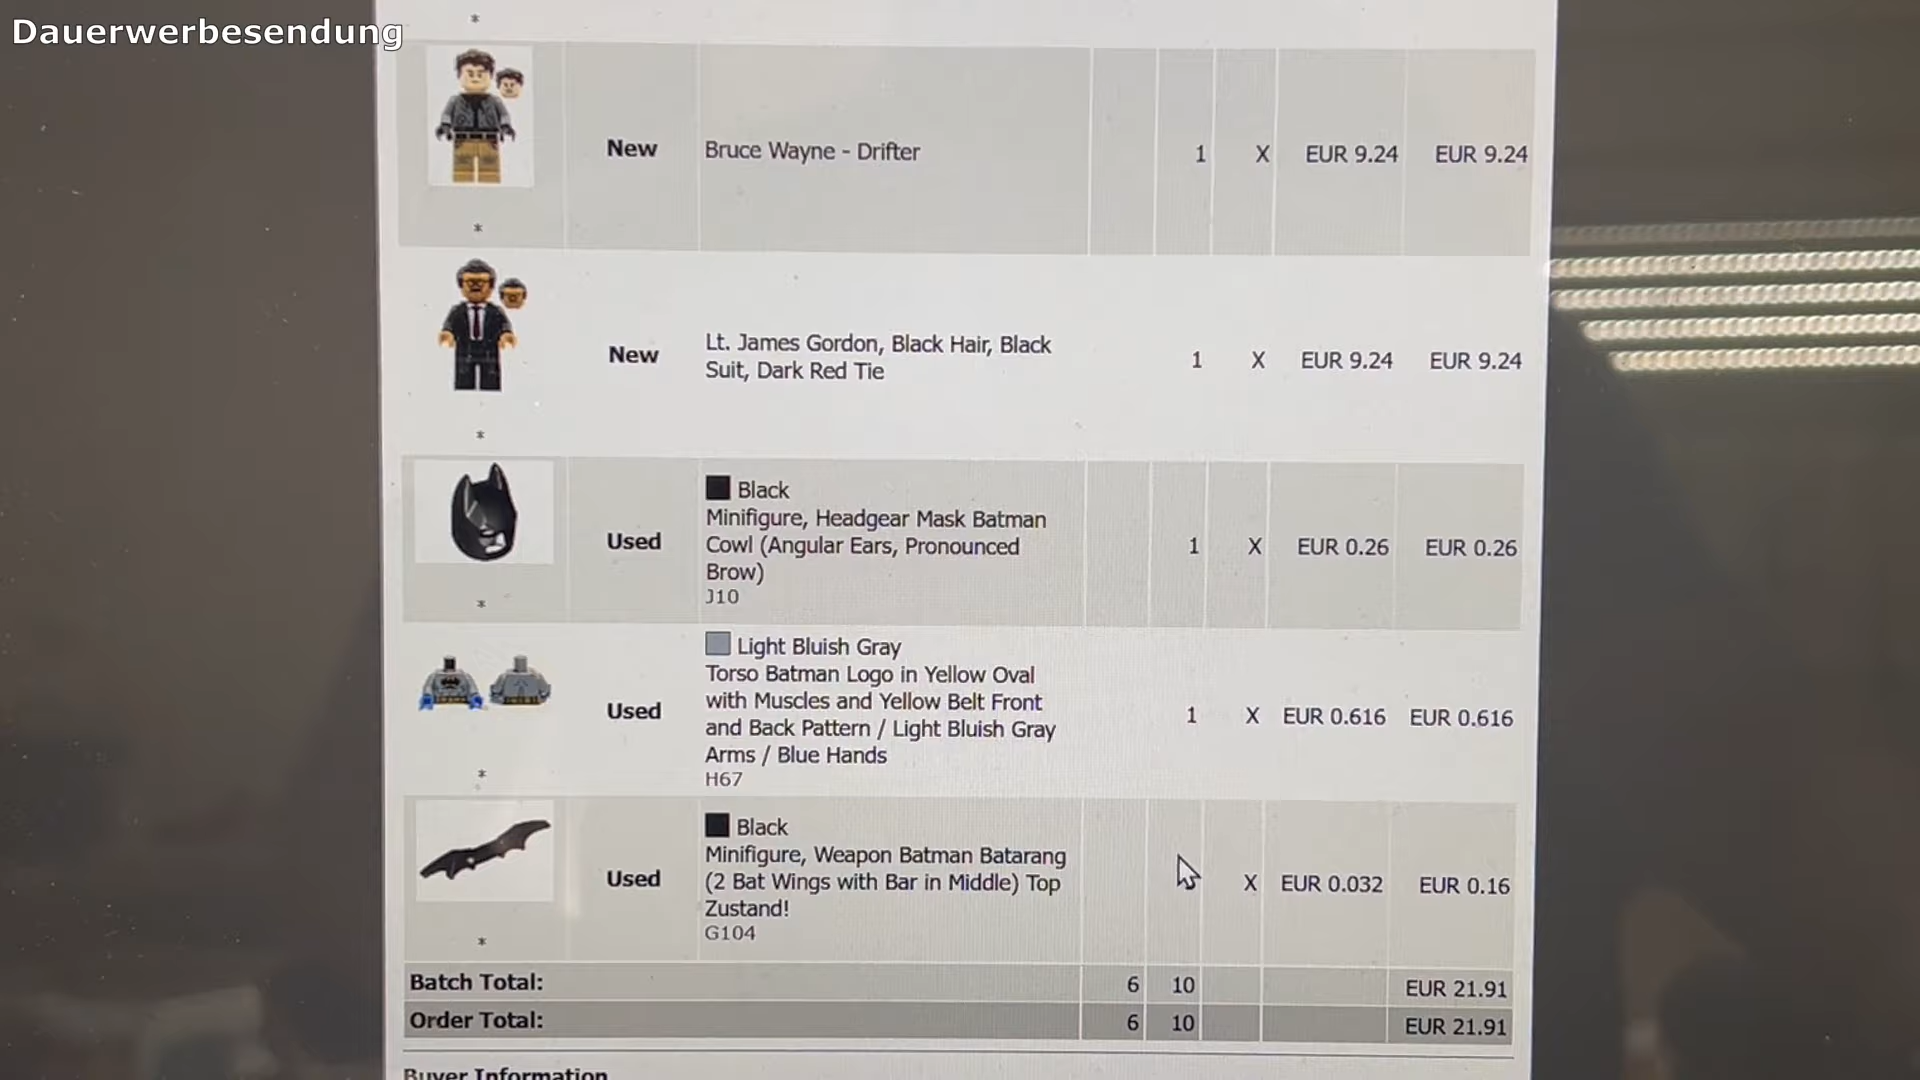 Dauerwerbesendung
*
New Bruce Wayne - Drifter 1 X EUR 9.24 EUR 9.24
*
New Lt. James Gordon, Black Hair, Black Suit, Dark Red Tie 1 X EUR 9.24 EUR 9.24
*
Used
Black
Minifigure, Headgear Mask Batman
Cowl (Angular Ears, Pronounced
Brow)
J10
1 X EUR 0.26 EUR 0.26
*
Used
Light Bluish Gray
Torso Batman Logo in Yellow Oval
with Muscles and Yellow Belt Front
and Back Pattern / Light Bluish Gray
Arms / Blue Hands
H67
1 X EUR 0.616 EUR 0.616
*
Used
Black
Minifigure, Weapon Batman Batarang
(2 Bat Wings with Bar in Middle) Top
Zustand!
G104
X EUR 0.032 EUR 0.16
*
Batch Total: 6 10 EUR 21.91
Order Total: 6 10 EUR 21.91
Buyer Information